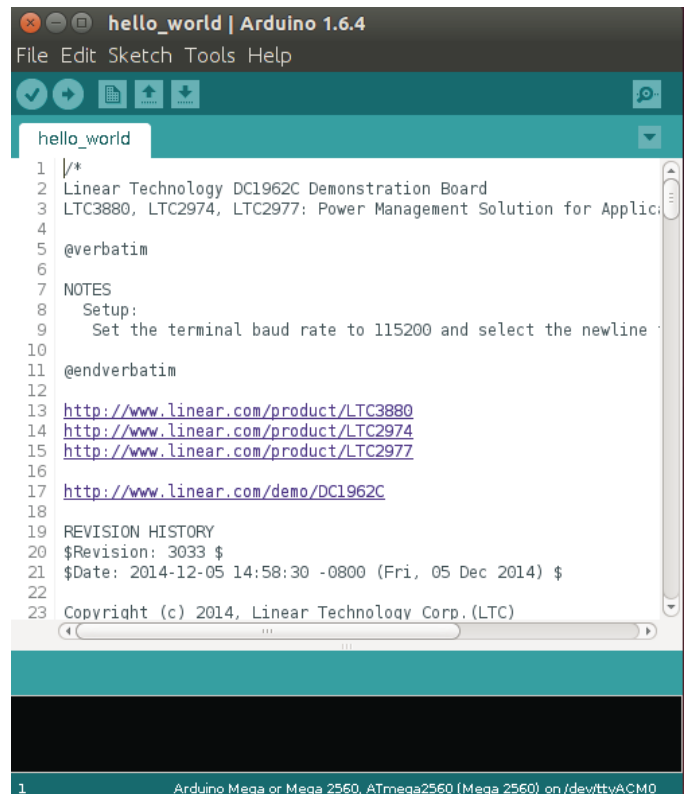 hello_world | Arduino 1.6.4
File Edit Sketch Tools Help
hello_world
1 /*
2 Linear Technology DC1962C Demonstration Board
3 LTC3880, LTC2974, LTC2977: Power Management Solution for Applic
4
5 @verbatim
6
7 NOTES
8 Setup:
9 Set the terminal baud rate to 115200 and select the newline
10
11 @endverbatim
12
13 http://www.linear.com/product/LTC3880
14 http://www.linear.com/product/LTC2974
15 http://www.linear.com/product/LTC2977
16
17 http://www.linear.com/demo/DC1962C
18
19 REVISION HISTORY
20 $Revision: 3033 $
21 $Date: 2014-12-05 14:58:30 -0800 (Fri, 05 Dec 2014) $
22
23 Copyright (c) 2014, Linear Technology Corp.(LTC)
1 Arduino Mega or Mega 2560, ATmega2560 (Mega 2560) on /dev/ttyACM0